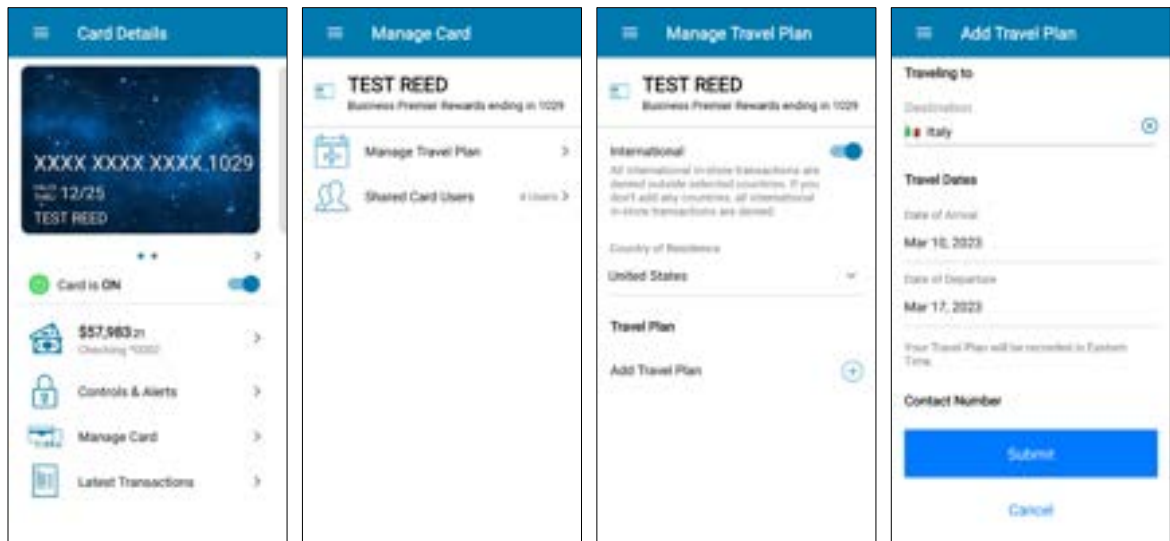 Card Details
XXXX XXXX XXXX 1029
VALID
THRU 12/25
TEST REED
Card is ON
$57,983.21
Checking *0002
Controls & Alerts
Manage Card
Latest Transactions
Manage Card
TEST REED
Business Premier Rewards ending in 1029
Manage Travel Plan
Shared Card Users 4 Users
Manage Travel Plan
TEST REED
Business Premier Rewards ending in 1029
International
All international in-store transactions are
denied outside selected countries. If you
don't add any countries, all international
in-store transactions are denied.
Country of Residence
United States
Travel Plan
Add Travel Plan
Add Travel Plan
Traveling to
Destination
Italy
Travel Dates
Date of Arrival
Mar 10, 2023
Date of Departure
Mar 17, 2023
Your Travel Plan will be recorded in Eastern
Time.
Contact Number
Submit
Cancel